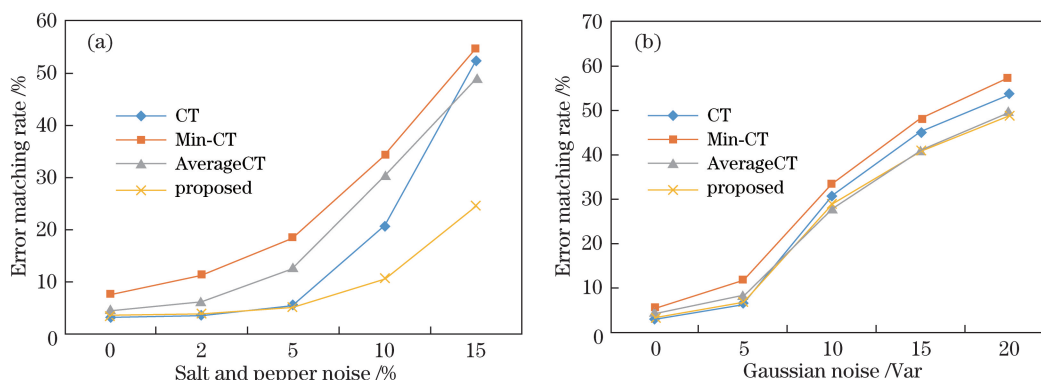 (a)
Error matching rate /%
60
50
40
30
20
10
0
CT
Min-CT
AverageCT
proposed
0 2 5 10 15
Salt and pepper noise /%
(b)
Error matching rate /%
70
60
50
40
30
20
10
0
CT
Min-CT
AverageCT
proposed
0 5 10 15 20
Gaussian noise /Var